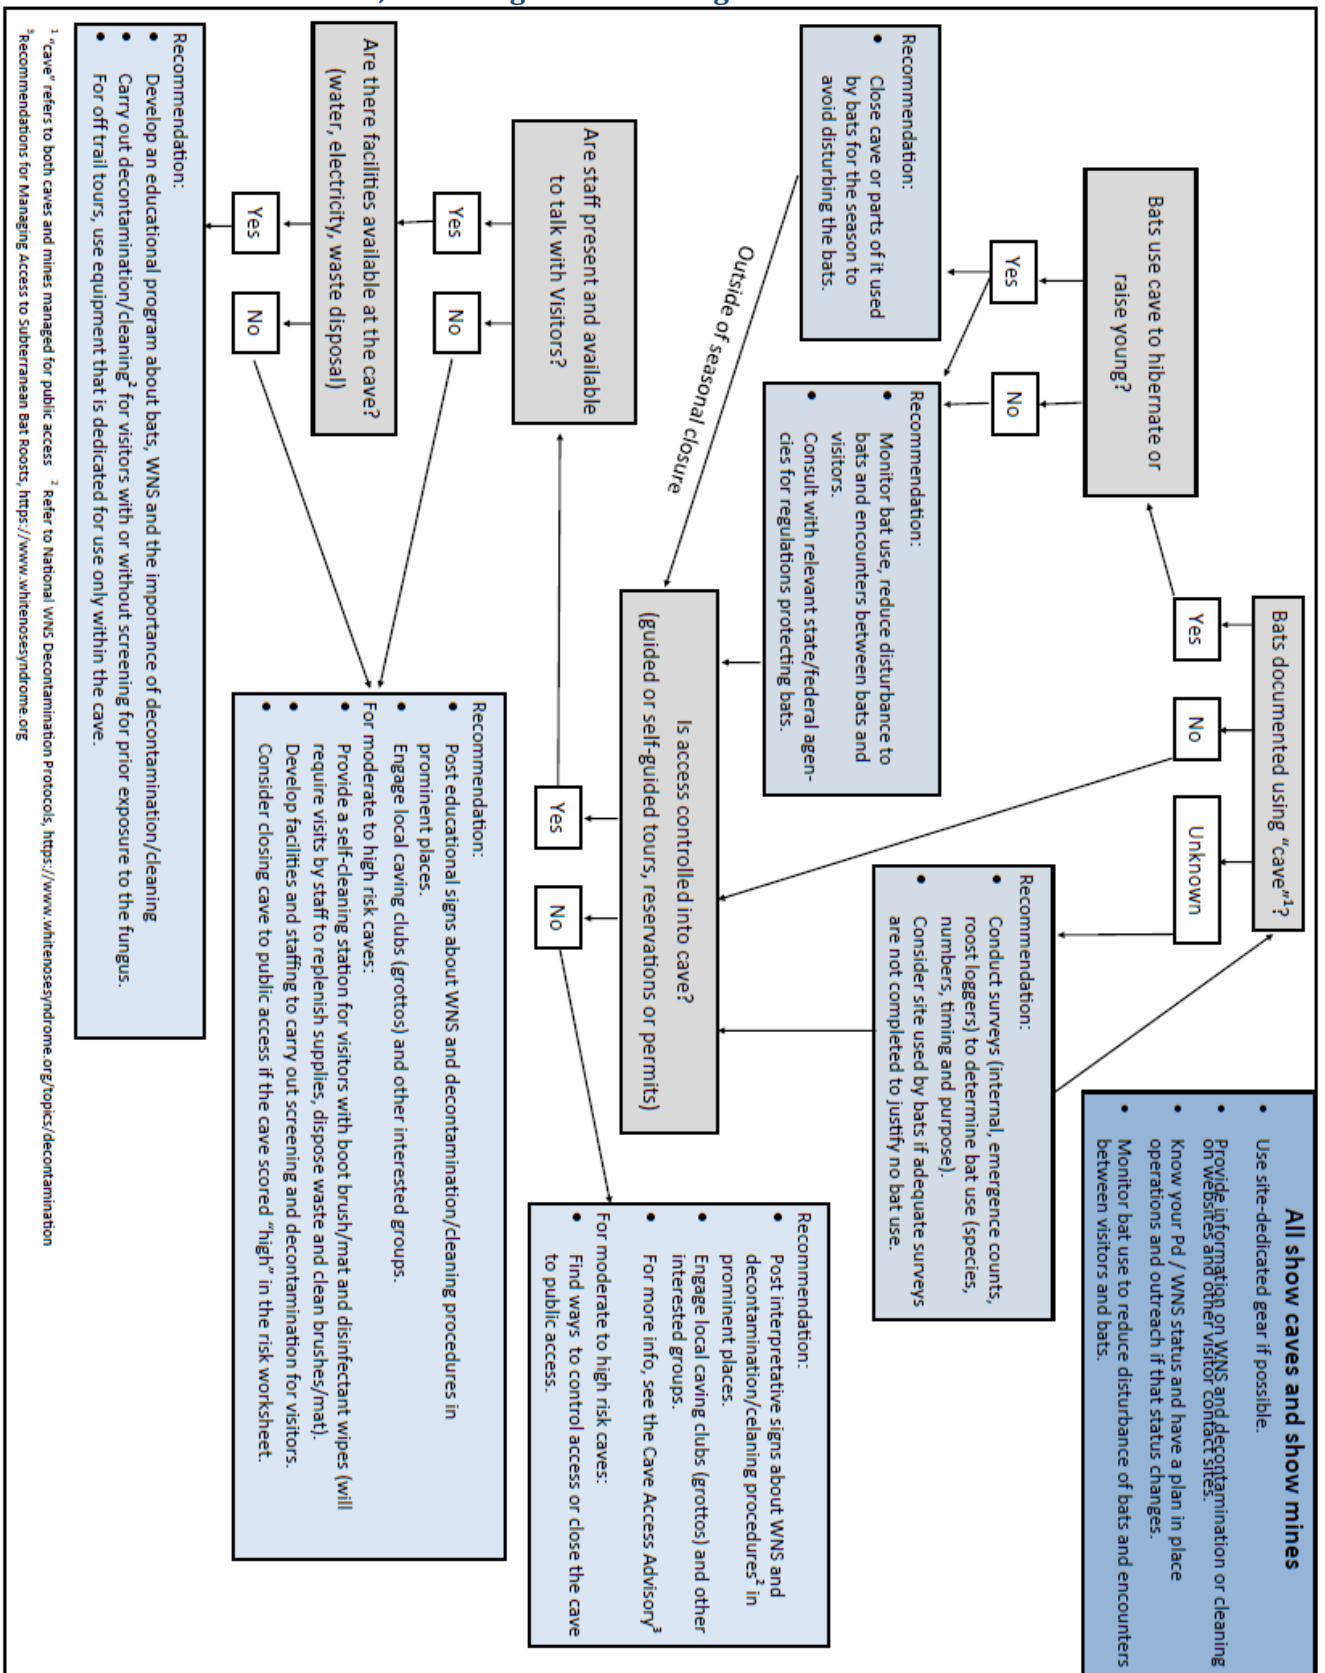 Bats documented using “cave”¹?
Yes
No
Unknown
All show caves and show mines
• Use site-dedicated gear if possible.
• Provide information on WNS and decontamination or cleaning
on websites and other visitor contact sites.
• Know your Pd / WNS status and have a plan in place
operations and outreach if that status changes.
• Monitor bat use to reduce disturbance of bats and encounters
between visitors and bats.
Bats use cave to hibernate or
raise young?
Yes
No
Recommendation:
• Conduct surveys (internal, emergence counts,
roost loggers) to determine bat use (species,
numbers, timing and purpose).
• Consider site used by bats if adequate surveys
are not completed to justify no bat use.
Recommendation:
• Close cave or parts of it used
by bats for the season to
avoid disturbing the bats.
Recommendation:
• Monitor bat use, reduce disturbance to
bats and encounters between bats and
visitors.
• Consult with relevant state/federal agen-
cies for regulations protecting bats.
Outside of seasonal closure
Is access controlled into cave?
(guided or self-guided tours, reservations or permits)
Yes
No
Recommendation:
• Post interpretative signs about WNS and
decontamination/celaning procedures² in
prominent places.
• Engage local caving clubs (grottos) and other
interested groups.
• For more info, see the Cave Access Advisory³
For moderate to high risk caves:
• Find ways to control access or close the cave
to public access.
Are staff present and available
to talk with Visitors?
Yes
No
Are there facilities available at the cave?
(water, electricity, waste disposal)
Yes
No
Recommendation:
• Post educational signs about WNS and decontamination/cleaning procedures in
prominent places.
• Engage local caving clubs (grottos) and other interested groups.
For moderate to high risk caves:
• Provide a self-cleaning station for visitors with boot brush/mat and disinfectant wipes (will
require visits by staff to replenish supplies, dispose waste and clean brushes/mat).
• Develop facilities and staffing to carry out screening and decontamination for visitors.
• Consider closing cave to public access if the cave scored “high” in the risk worksheet.
Recommendation:
• Develop an educational program about bats, WNS and the importance of decontamination/cleaning
• Carry out decontamination/cleaning² for visitors with or without screening for prior exposure to the fungus.
• For off trail tours, use equipment that is dedicated for use only within the cave.
¹ “cave” refers to both caves and mines managed for public access ² Refer to National WNS Decontamination Protocols, https://www.whitenosesyndrome.org/topics/decontamination
³Recommendations for Managing Access to Subterranean Bat Roosts, https://www.whitenosesyndrome.org